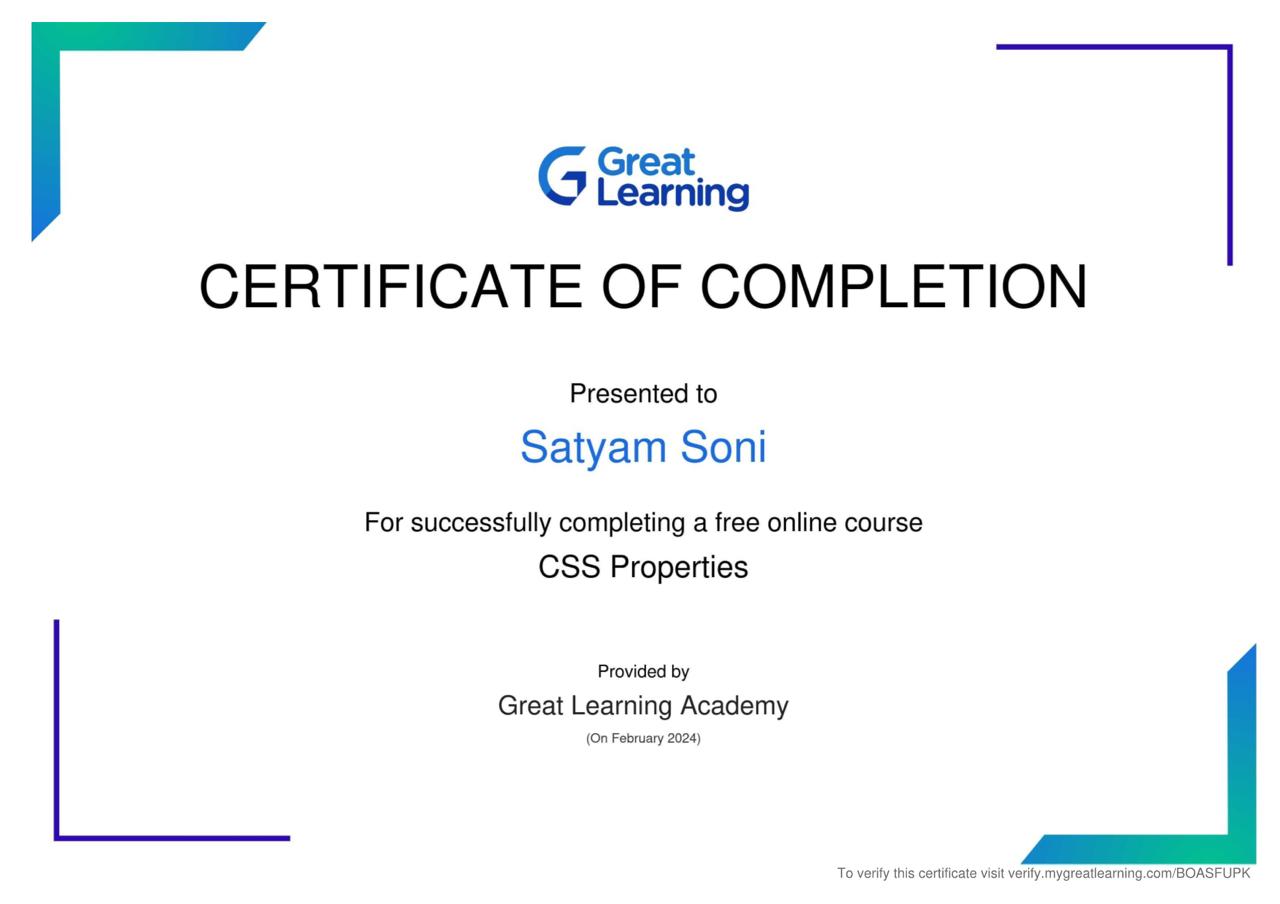 Great
Learning
CERTIFICATE OF COMPLETION
Presented to
Satyam Soni
For successfully completing a free online course
CSS Properties
Provided by
Great Learning Academy
(On February 2024)
To verify this certificate visit verify.mygreatlearning.com/BOASFUPK